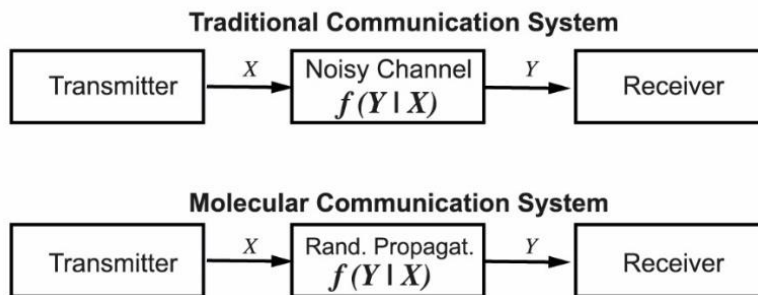 Traditional Communication System
Transmitter
X
Noisy Channel
f (Y | X)
Y
Receiver
Molecular Communication System
Transmitter
X
Rand. Propagat.
f (Y | X)
Y
Receiver